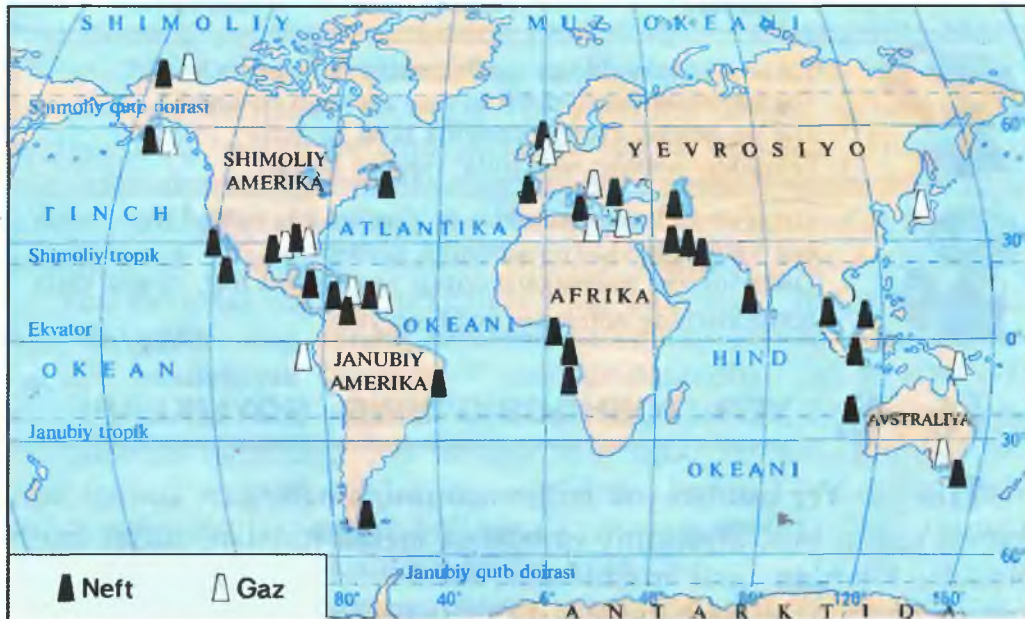 SHIMOLIY MUZ OKEANI
Shimoliy qutb doirasi
60°
SHIMOLIY
AMERIKA
YEVROSIYO
TINCH
ATLANTIKA
30°
Shimoliy tropik
AFRIKA
Ekvator
OKEANI
0°
OKEAN
JANUBIY
AMERIKA
HIND
AVSTRALIYA
Janubiy tropik
30°
OKEANI
60°
Neft
Gaz
Janubiy qutb doirasi
80°
40°
40°
80°
120°
160°
ANTARKTIDA